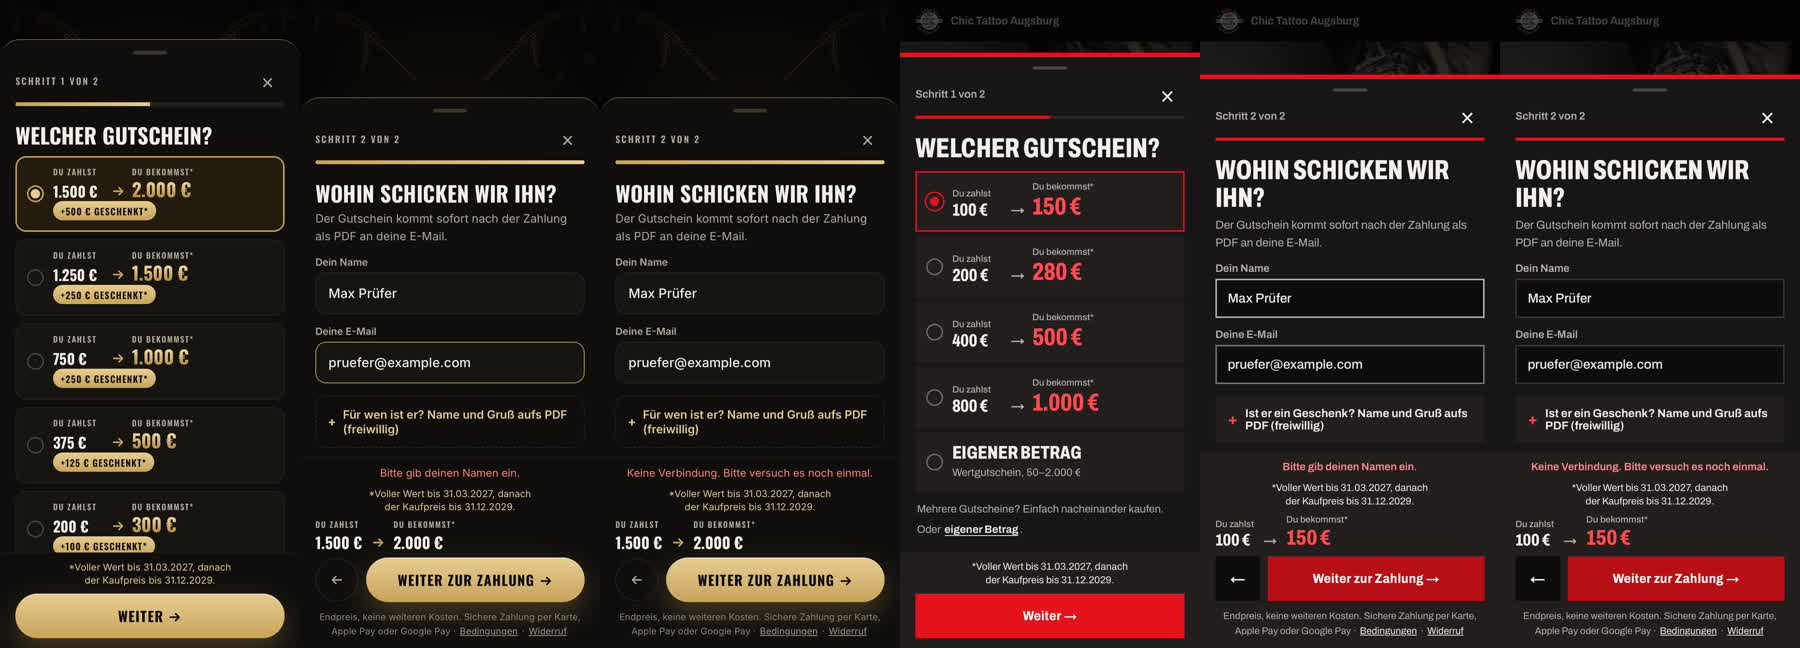 SCHRITT 1 VON 2
×
WELCHER GUTSCHEIN?
DU ZAHLST
DU BEKOMMST*
1.500 € → 2.000 €
+500 € GESCHENKT*
DU ZAHLST
DU BEKOMMST*
1.250 € → 1.500 €
+250 € GESCHENKT*
DU ZAHLST
DU BEKOMMST*
750 € → 1.000 €
+250 € GESCHENKT*
DU ZAHLST
DU BEKOMMST*
375 € → 500 €
+125 € GESCHENKT*
DU ZAHLST
DU BEKOMMST*
200 € → 300 €
+100 € GESCHENKT*
*Voller Wert bis 31.03.2027, danach
der Kaufpreis bis 31.12.2029.
WEITER →
SCHRITT 2 VON 2
×
WOHIN SCHICKEN WIR IHN?
Der Gutschein kommt sofort nach der Zahlung
als PDF an deine E-Mail.
Dein Name
Max Prüfer
Deine E-Mail
pruefer@example.com
+ Für wen ist er? Name und Gruß aufs PDF
(freiwillig)
Bitte gib deinen Namen ein.
*Voller Wert bis 31.03.2027, danach
der Kaufpreis bis 31.12.2029.
DU ZAHLST
DU BEKOMMST*
1.500 € → 2.000 €
←
WEITER ZUR ZAHLUNG →
Endpreis, keine weiteren Kosten. Sichere Zahlung per Karte,
Apple Pay oder Google Pay · Bedingungen · Widerruf
SCHRITT 2 VON 2
×
WOHIN SCHICKEN WIR IHN?
Der Gutschein kommt sofort nach der Zahlung
als PDF an deine E-Mail.
Dein Name
Max Prüfer
Deine E-Mail
pruefer@example.com
+ Für wen ist er? Name und Gruß aufs PDF
(freiwillig)
Keine Verbindung. Bitte versuch es noch einmal.
*Voller Wert bis 31.03.2027, danach
der Kaufpreis bis 31.12.2029.
DU ZAHLST
DU BEKOMMST*
1.500 € → 2.000 €
←
WEITER ZUR ZAHLUNG →
Endpreis, keine weiteren Kosten. Sichere Zahlung per Karte,
Apple Pay oder Google Pay · Bedingungen · Widerruf
Chic Tattoo Augsburg
Schritt 1 von 2
×
WELCHER GUTSCHEIN?
Du zahlst
Du bekommst*
100 € → 150 €
Du zahlst
Du bekommst*
200 € → 280 €
Du zahlst
Du bekommst*
400 € → 500 €
Du zahlst
Du bekommst*
800 € → 1.000 €
EIGENER BETRAG
Wertgutschein, 50–2.000 €
Mehrere Gutscheine? Einfach nacheinander kaufen.
Oder eigener Betrag.
*Voller Wert bis 31.03.2027, danach
der Kaufpreis bis 31.12.2029.
Weiter →
Chic Tattoo Augsburg
Schritt 2 von 2
×
WOHIN SCHICKEN WIR
IHN?
Der Gutschein kommt sofort nach der Zahlung als
PDF an deine E-Mail.
Dein Name
Max Prüfer
Deine E-Mail
pruefer@example.com
+ Ist er ein Geschenk? Name und Gruß aufs
PDF (freiwillig)
Bitte gib deinen Namen ein.
*Voller Wert bis 31.03.2027, danach
der Kaufpreis bis 31.12.2029.
Du zahlst
Du bekommst*
100 € → 150 €
←
Weiter zur Zahlung →
Endpreis, keine weiteren Kosten. Sichere Zahlung per Karte,
Apple Pay oder Google Pay · Bedingungen · Widerruf
Chic Tattoo Augsburg
Schritt 2 von 2
×
WOHIN SCHICKEN WIR
IHN?
Der Gutschein kommt sofort nach der Zahlung als
PDF an deine E-Mail.
Dein Name
Max Prüfer
Deine E-Mail
pruefer@example.com
+ Ist er ein Geschenk? Name und Gruß aufs
PDF (freiwillig)
Keine Verbindung. Bitte versuch es noch einmal.
*Voller Wert bis 31.03.2027, danach
der Kaufpreis bis 31.12.2029.
Du zahlst
Du bekommst*
100 € → 150 €
←
Weiter zur Zahlung →
Endpreis, keine weiteren Kosten. Sichere Zahlung per Karte,
Apple Pay oder Google Pay · Bedingungen · Widerruf